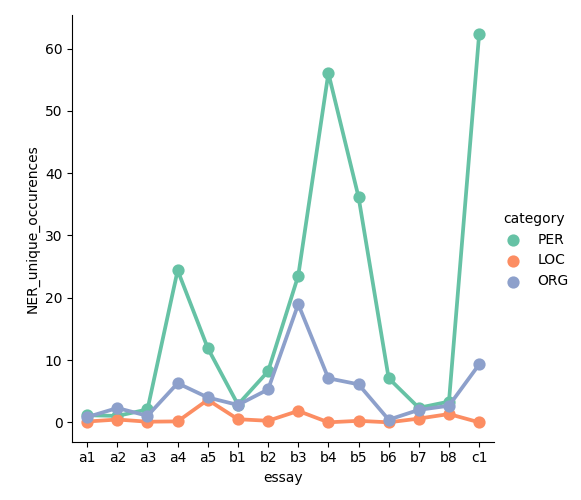 NER_unique_occurences
60
50
40
30
20
10
0
a1 a2 a3 a4 a5 b1 b2 b3 b4 b5 b6 b7 b8 c1
essay
category
PER
LOC
ORG